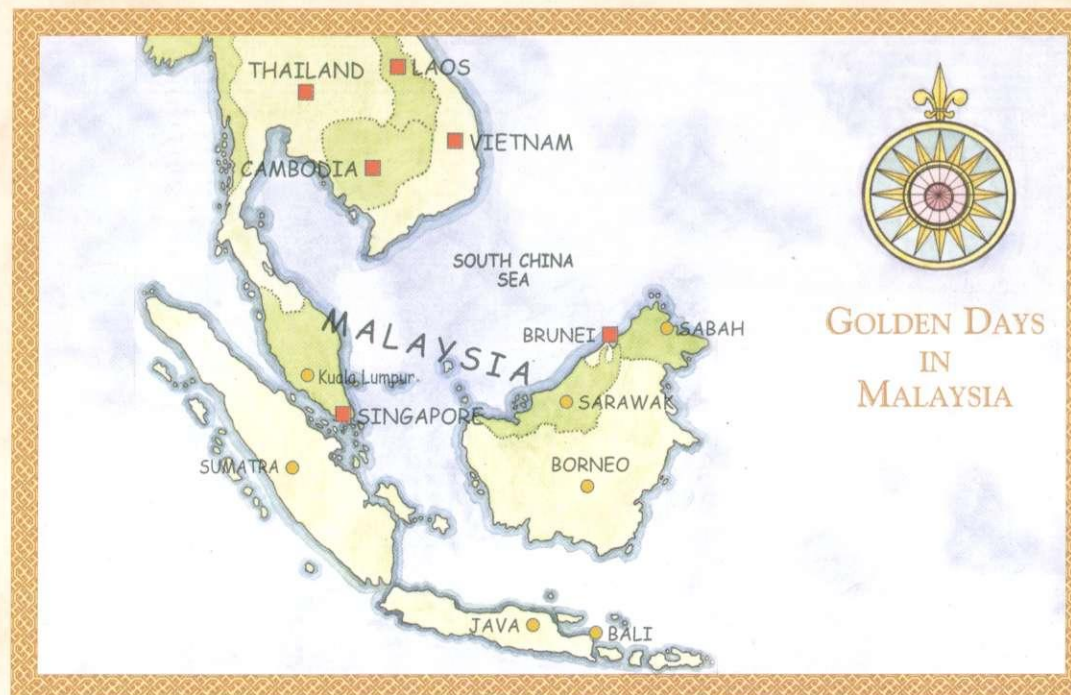 THAILAND
LAOS
VIETNAM
CAMBODIA
SOUTH CHINA
SEA
MALAYSIA
BRUNEI
SABAH
GOLDEN DAYS
IN
MALAYSIA
Kuala Lumpur
SARAWAK
SINGAPORE
SUMATRA
BORNEO
JAVA
BALI